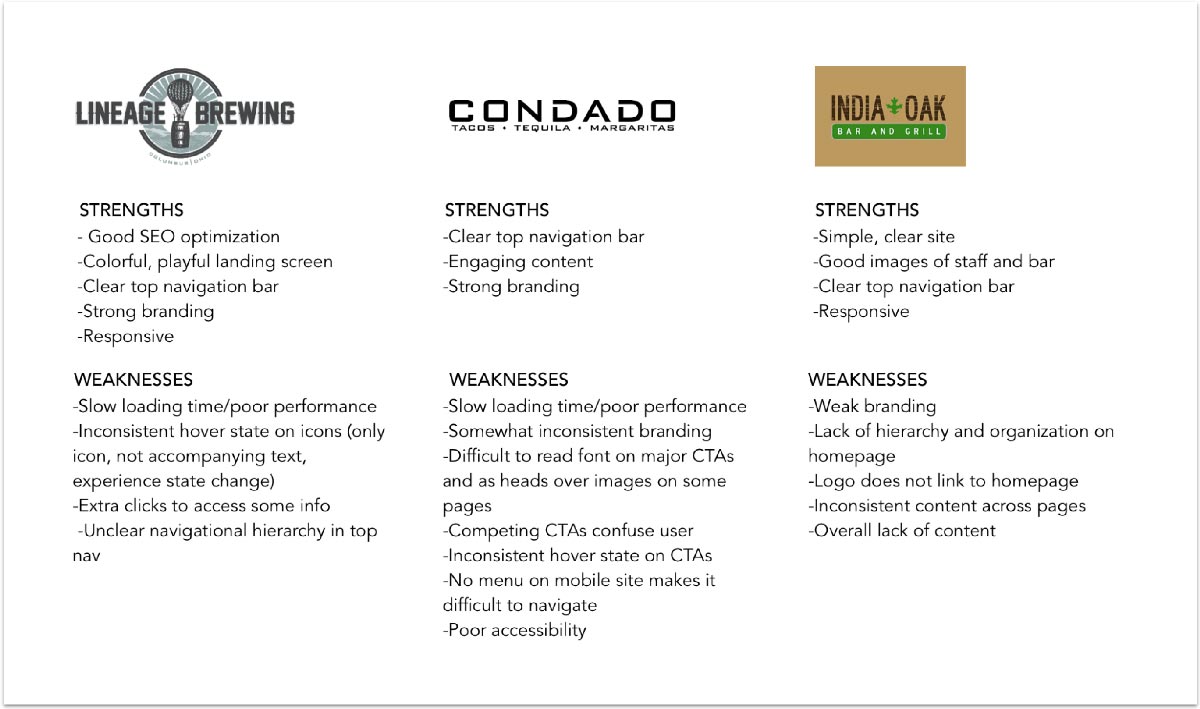 LINEAGE BREWING
COLUMBUS OHIO
STRENGTHS
- Good SEO optimization
-Colorful, playful landing screen
-Clear top navigation bar
-Strong branding
-Responsive
WEAKNESSES
-Slow loading time/poor performance
-Inconsistent hover state on icons (only
icon, not accompanying text,
experience state change)
-Extra clicks to access some info
-Unclear navigational hierarchy in top
nav
CONDADO
TACOS • TEQUILA • MARGARITAS
STRENGTHS
-Clear top navigation bar
-Engaging content
-Strong branding
WEAKNESSES
-Slow loading time/poor performance
-Somewhat inconsistent branding
-Difficult to read font on major CTAs
and as heads over images on some
pages
-Competing CTAs confuse user
-Inconsistent hover state on CTAs
-No menu on mobile site makes it
difficult to navigate
-Poor accessibility
INDIA OAK
BAR AND GRILL
STRENGTHS
-Simple, clear site
-Good images of staff and bar
-Clear top navigation bar
-Responsive
WEAKNESSES
-Weak branding
-Lack of hierarchy and organization on
homepage
-Logo does not link to homepage
-Inconsistent content across pages
-Overall lack of content